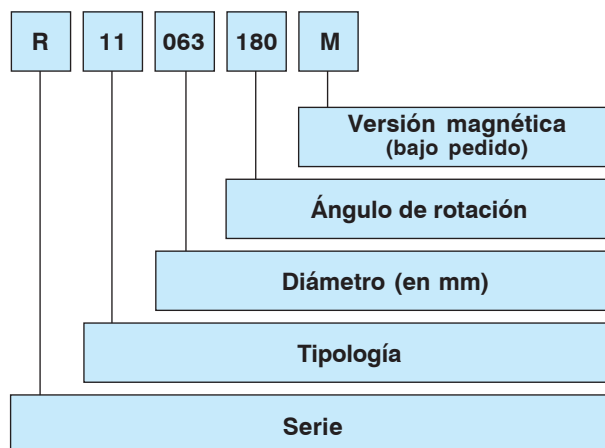 R 11 063 180 M
Versión magnética
(bajo pedido)
Ángulo de rotación
Diámetro (en mm)
Tipología
Serie